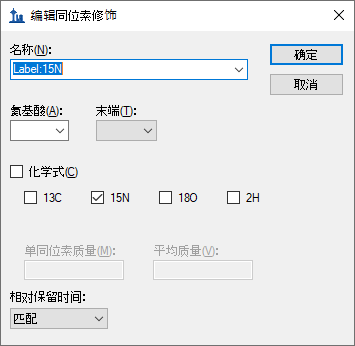 编辑同位素修饰
名称(N):
Label:15N
确定
取消
氨基酸(A): 末端(T):
化学式(C)
13C 15N 18O 2H
单同位素质量(M): 平均质量(V):
相对保留时间:
匹配